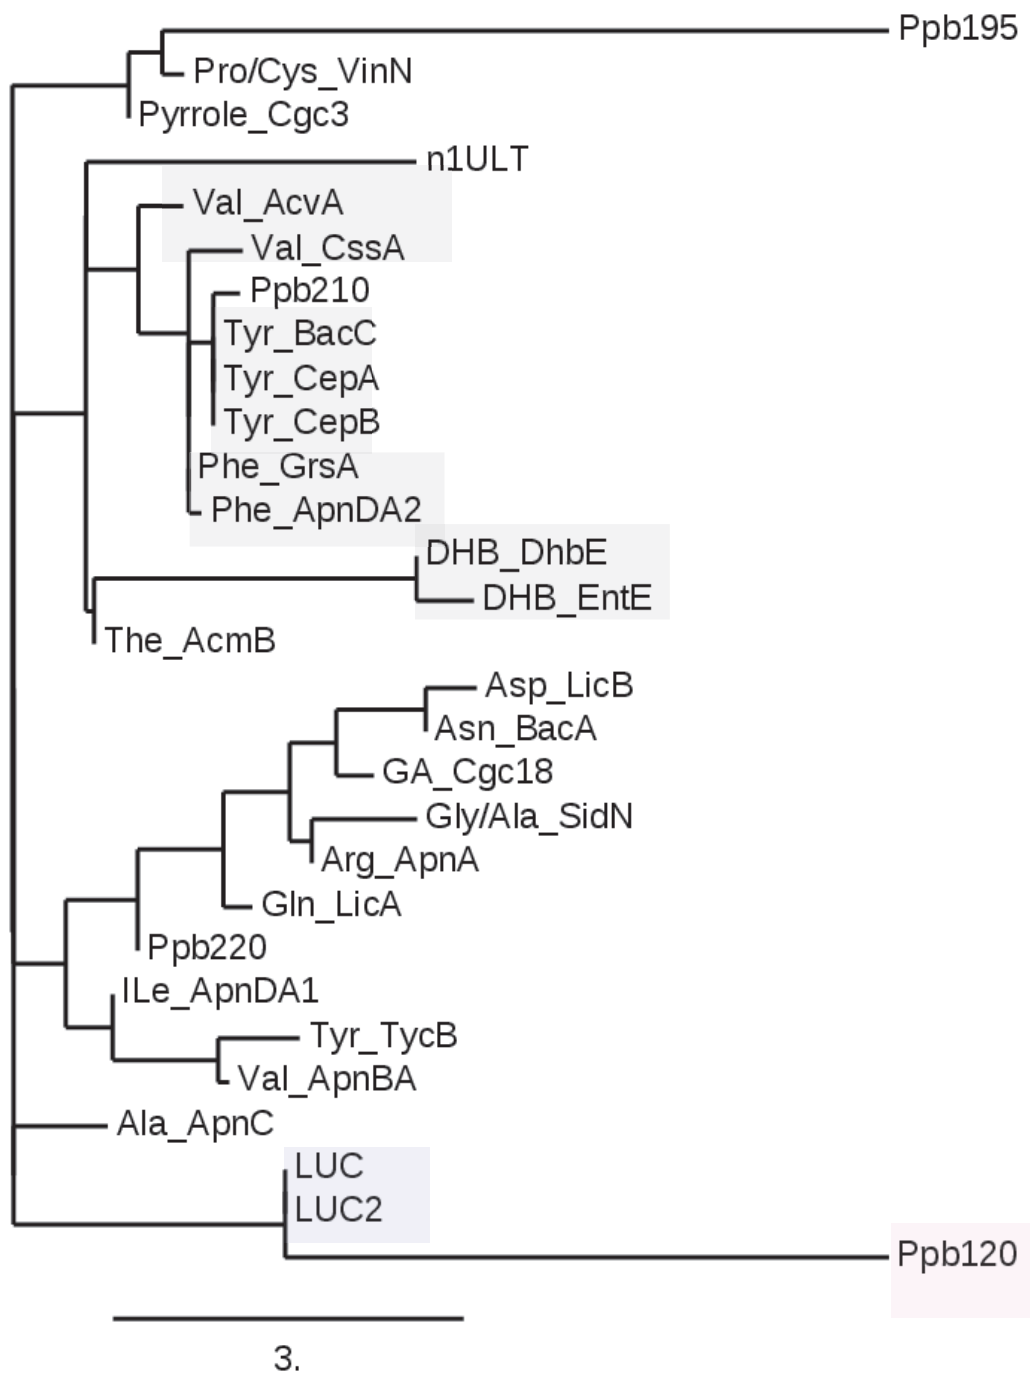 Ppb195
Pro/Cys_VinN
Pyrrole_Cgc3
n1ULT
Val_AcvA
Val_CssA
Ppb210
Tyr_BacC
Tyr_CepA
Tyr_CepB
Phe_GrsA
Phe_ApnDA2
DHB_DhbE
DHB_EntE
The_AcmB
Asp_LicB
Asn_BacA
GA_Cgc18
Gly/Ala_SidN
Arg_ApnA
Gln_LicA
Ppb220
ILe_ApnDA1
Tyr_TycB
Val_ApnBA
Ala_ApnC
LUC
LUC2
Ppb120
3.